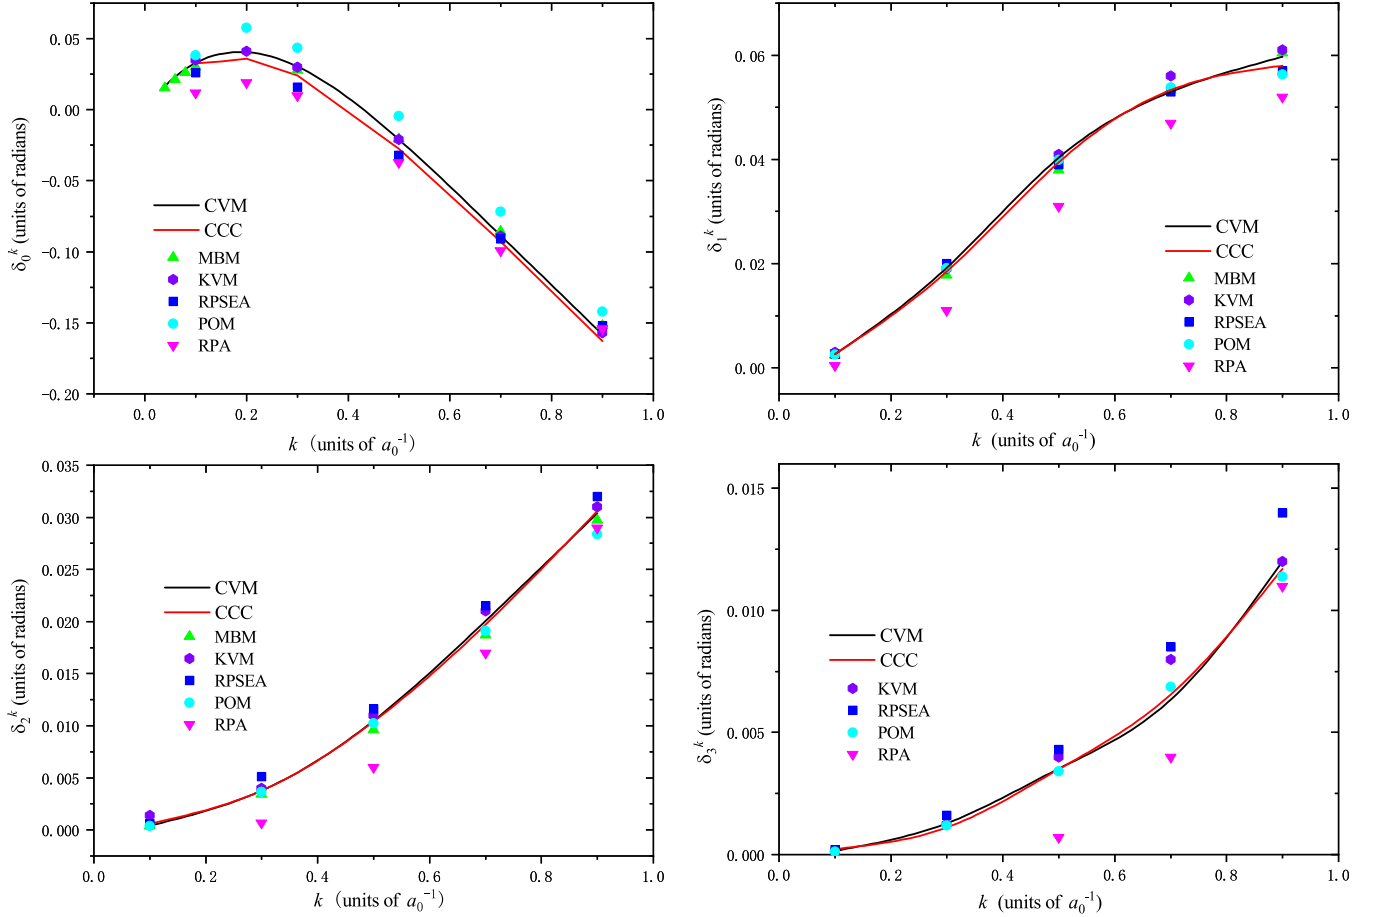 0.05
0.00
-0.05
-0.10
-0.15
-0.20
δ₀ᵏ (units of radians)
CVM
CCC
MBM
KVM
RPSEA
POM
RPA
0.0 0.2 0.4 0.6 0.8 1.0
k (units of a₀⁻¹)
0.06
0.04
0.02
0.00
δ₁ᵏ (units of radians)
CVM
CCC
MBM
KVM
RPSEA
POM
RPA
0.0 0.2 0.4 0.6 0.8 1.0
k (units of a₀⁻¹)
0.035
0.030
0.025
0.020
0.015
0.010
0.005
0.000
δ₂ᵏ (units of radians)
CVM
CCC
MBM
KVM
RPSEA
POM
RPA
0.0 0.2 0.4 0.6 0.8 1.0
k (units of a₀⁻¹)
0.015
0.010
0.005
0.000
δ₃ᵏ (units of radians)
CVM
CCC
KVM
RPSEA
POM
RPA
0.0 0.2 0.4 0.6 0.8 1.0
k (units of a₀⁻¹)